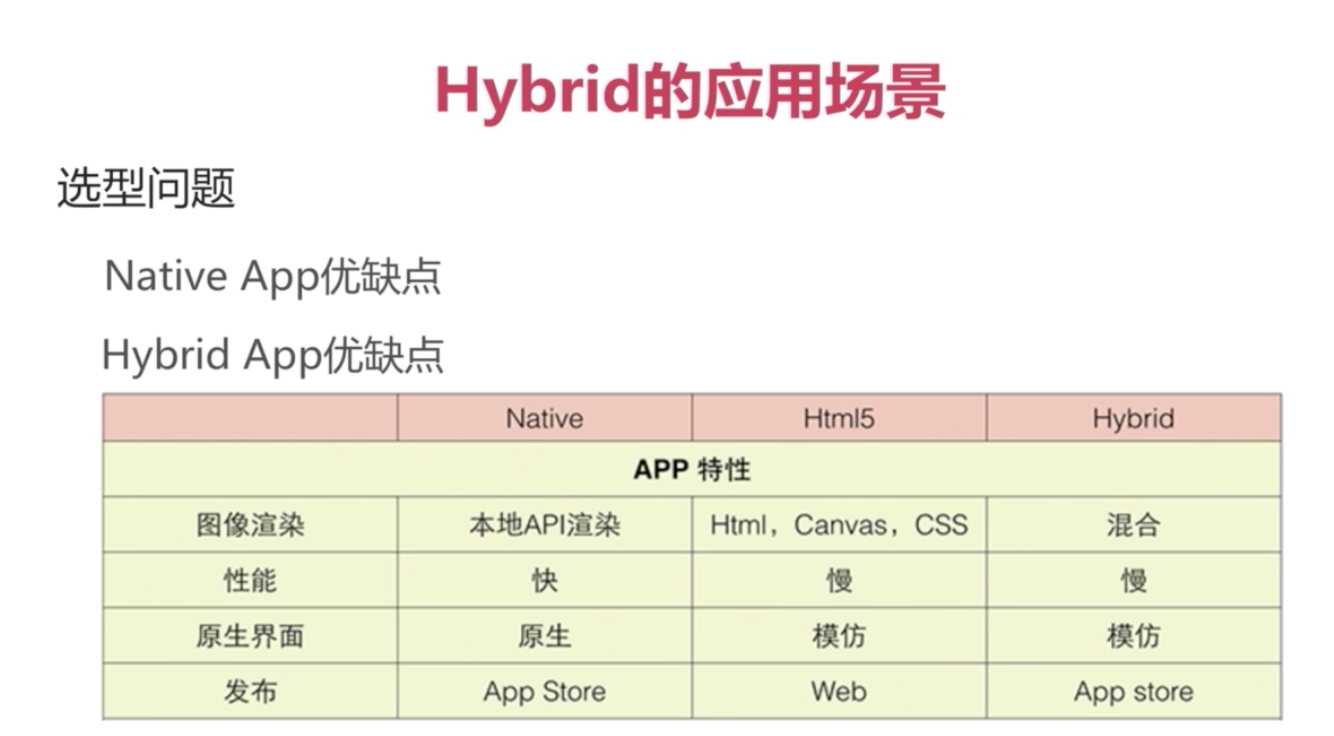 Hybrid的应用场景
选型问题
Native App优缺点
Hybrid App优缺点
Native Html5 Hybrid
APP 特性
图像渲染 本地API渲染 Html，Canvas，CSS 混合
性能 快 慢 慢
原生界面 原生 模仿 模仿
发布 App Store Web App store